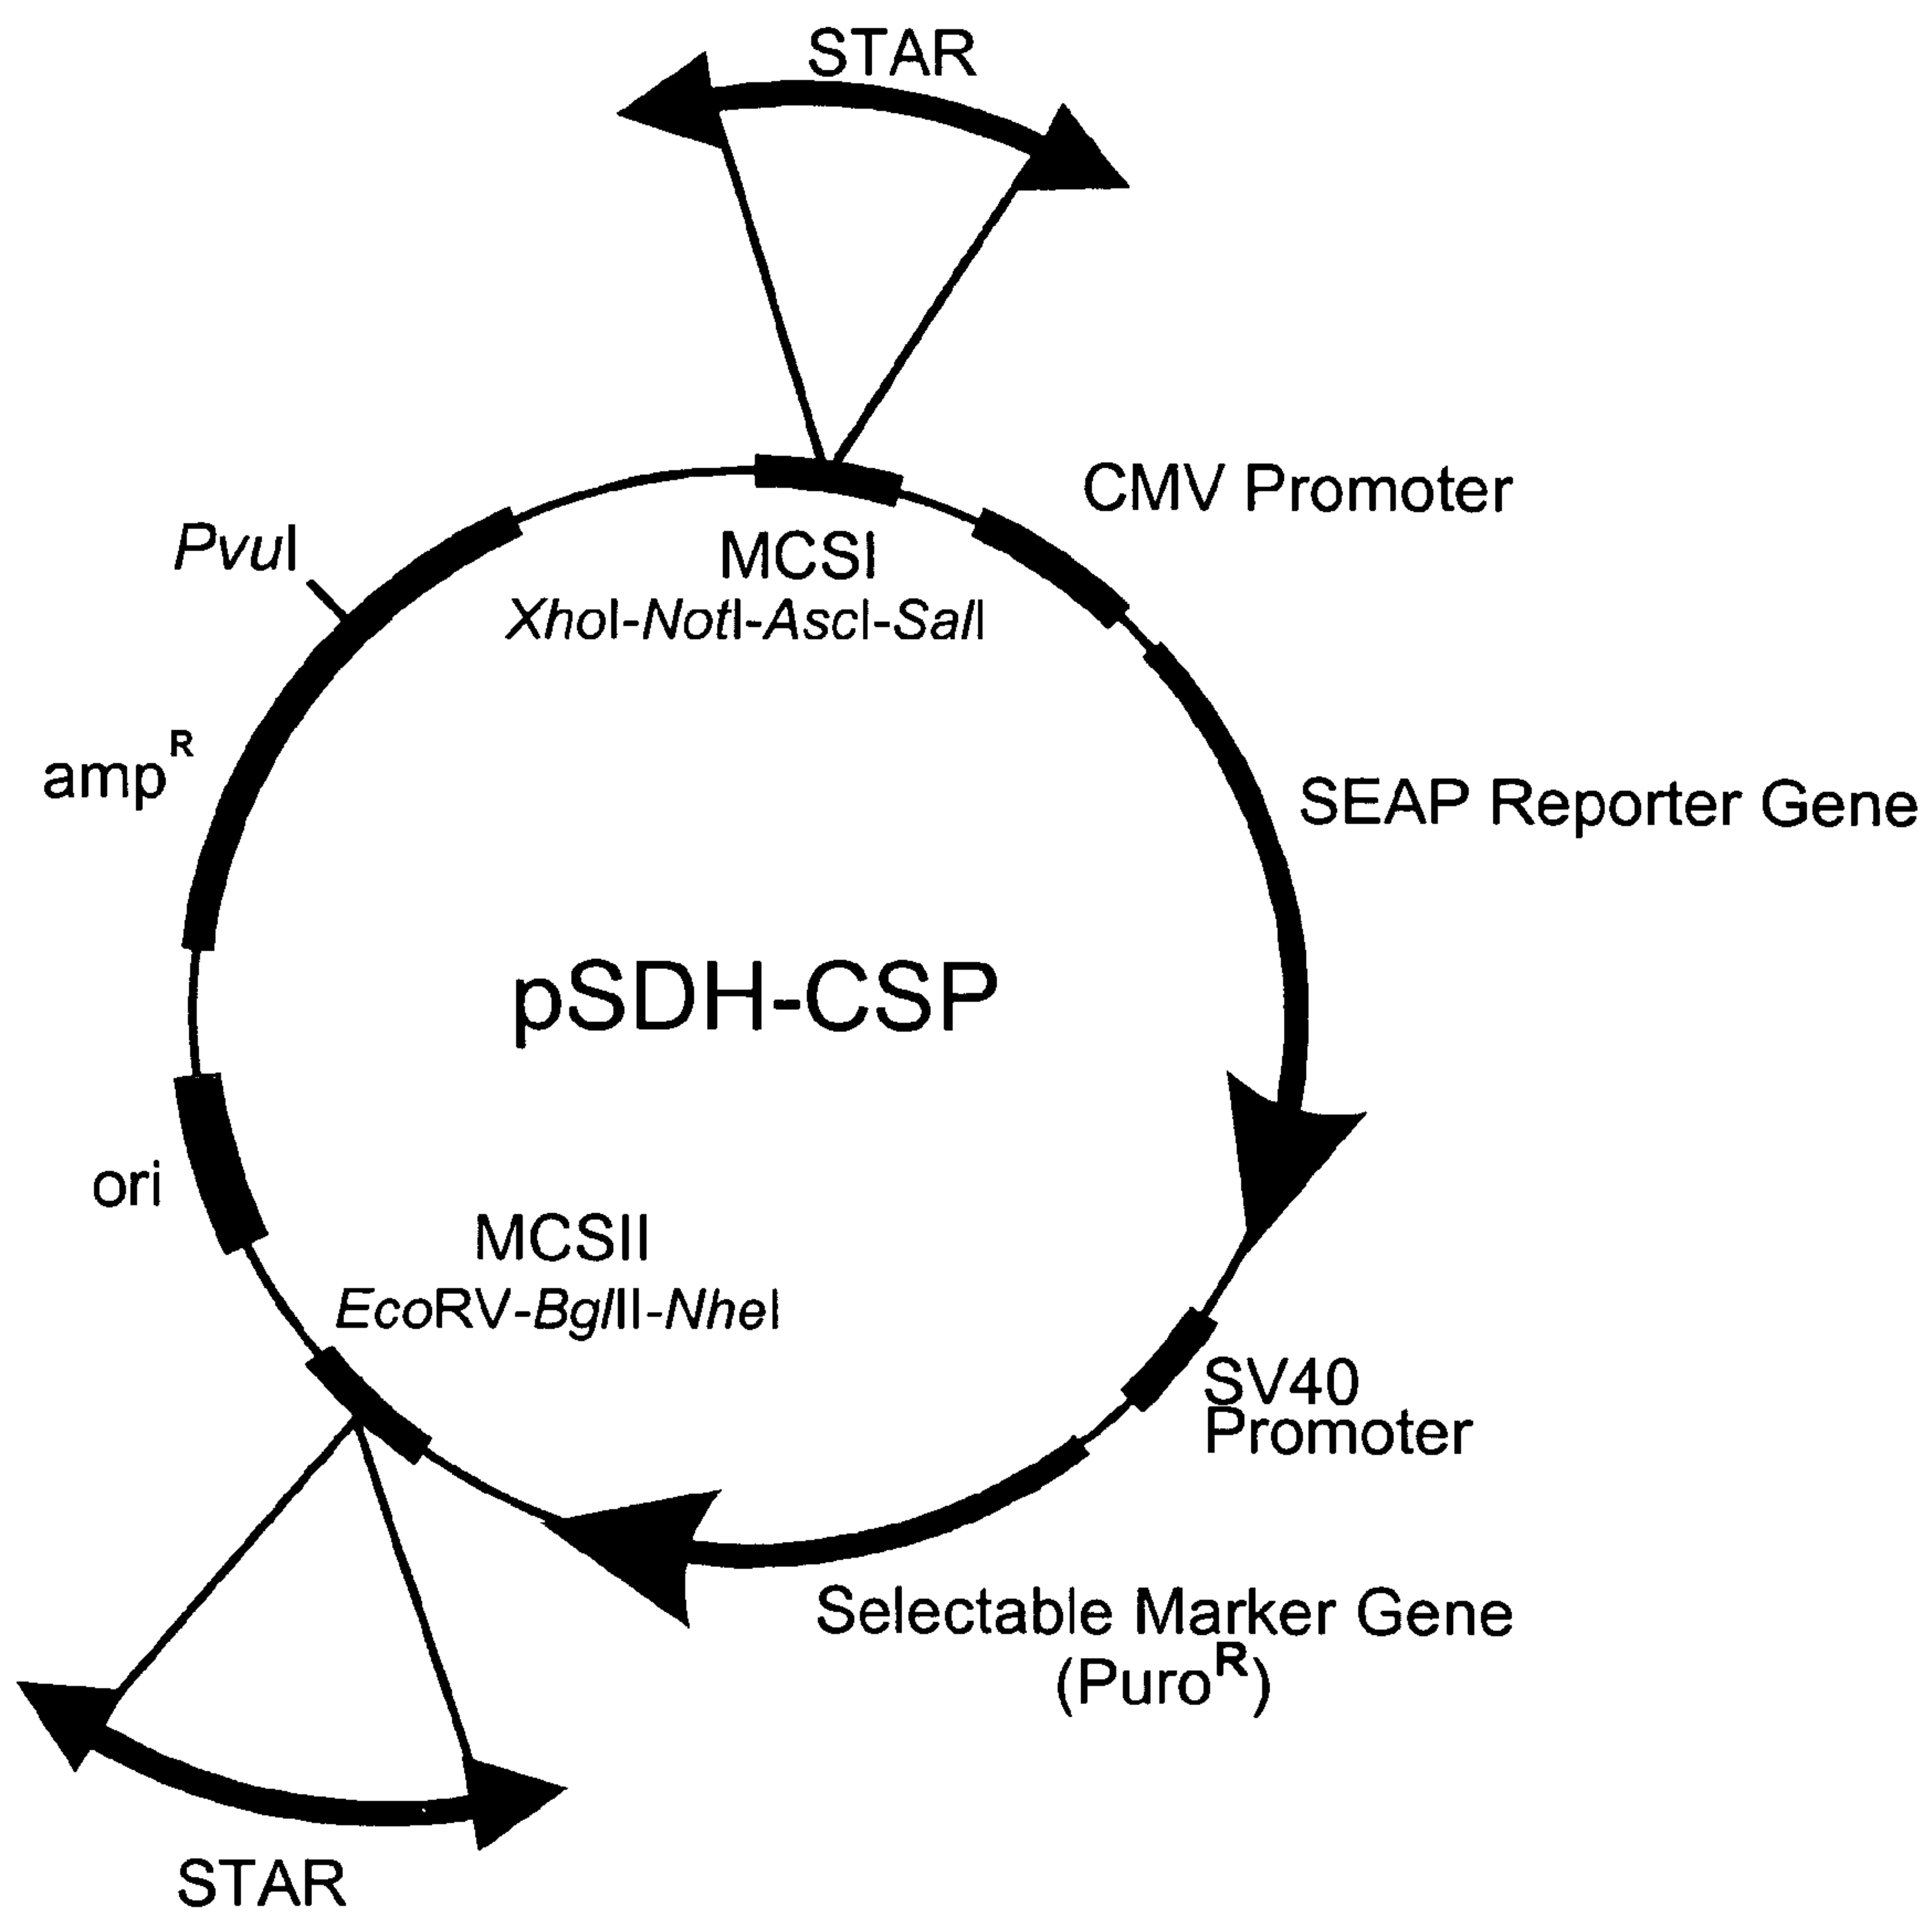 STAR
CMV Promoter
PvuI
MCSI
XhoI-NotI-AscI-SalI
ampR
SEAP Reporter Gene
pSDH-CSP
ori
MCSII
EcoRV-BglII-NheI
SV40
Promoter
Selectable Marker Gene
(PuroR)
STAR